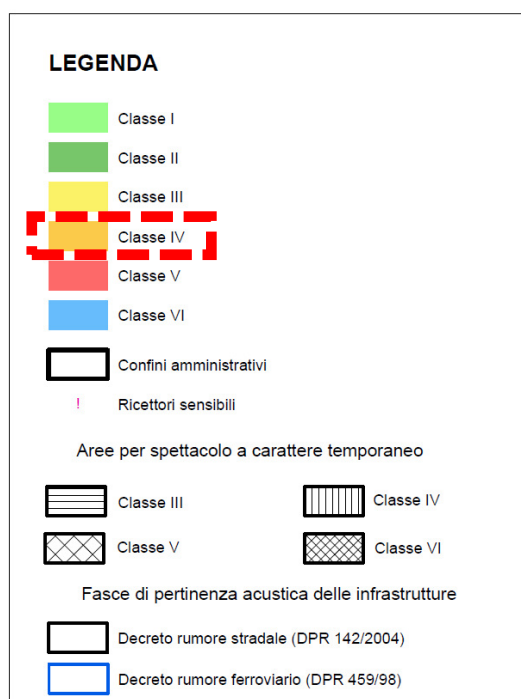 LEGENDA
Classe I
Classe II
Classe III
Classe IV
Classe V
Classe VI
Confini amministrativi
! Ricettori sensibili
Aree per spettacolo a carattere temporaneo
Classe III
Classe IV
Classe V
Classe VI
Fasce di pertinenza acustica delle infrastrutture
Decreto rumore stradale (DPR 142/2004)
Decreto rumore ferroviario (DPR 459/98)